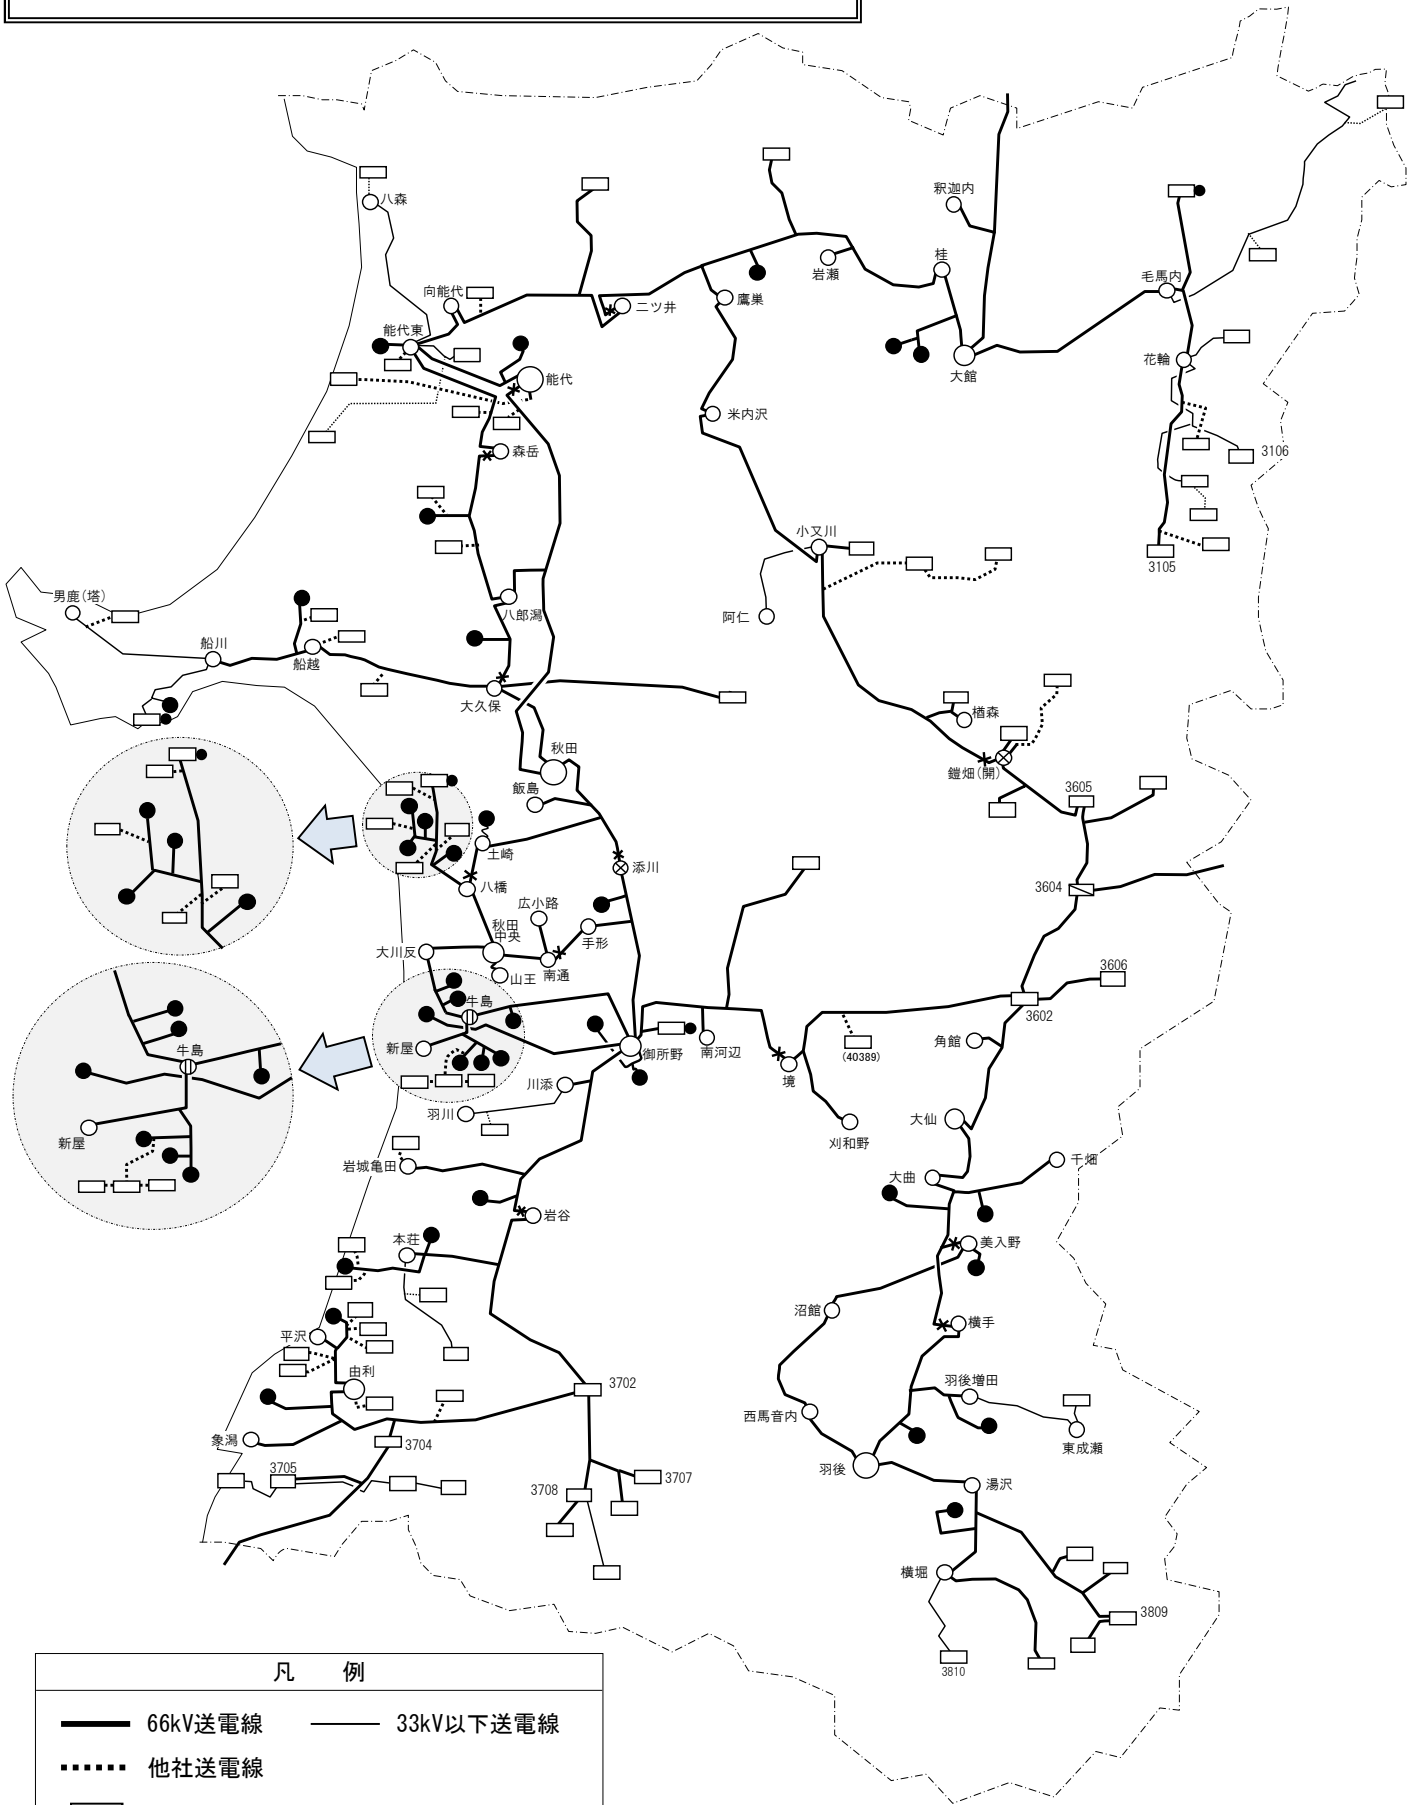 八森
釈迦内
桂
岩瀬
毛馬内
向能代
二ツ井
鷹巣
能代東
能代
大館
花輪
米内沢
森岳
3106
小又川
3105
男鹿(塔)
八郎潟
阿仁
船川
船越
大久保
楢森
秋田
鎧畑(開)
飯島
3605
土崎
添川
八橋
3604
広小路
秋田
中央
手形
大川反
山王
南通
3606
牛島
3602
新屋
御所野
南河辺
(40389)
角館
牛島
境
川添
羽川
大仙
新屋
刈和野
岩城亀田
千畑
大曲
岩谷
本荘
美入野
沼館
横手
平沢
由利
羽後増田
3702
西馬音内
象潟
3704
東成瀬
3705
羽後
3707
3708
湯沢
横堀
3809
3810
凡 例
66kV送電線 33kV以下送電線
他社送電線